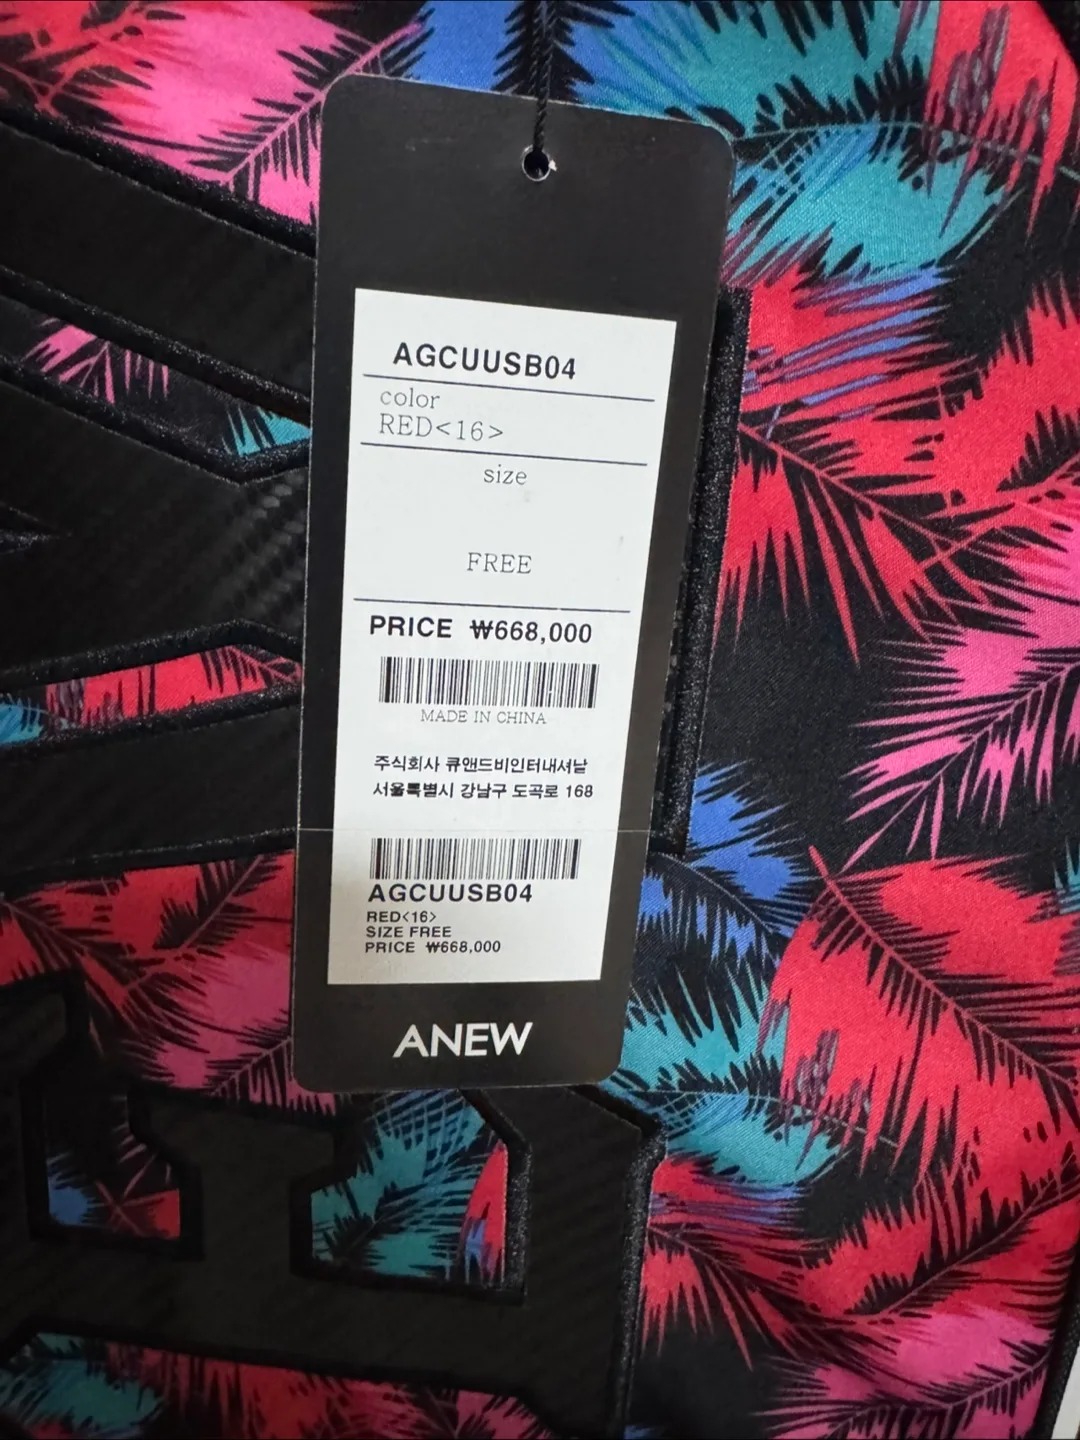 AGCUUSB04
color
RED<16>
size
FREE
PRICE ₩668,000
MADE IN CHINA
주식회사 큐앤드비인터내셔날
서울특별시 강남구 도곡로 168
AGCUUSB04
RED<16>
SIZE FREE
PRICE ₩668,000
ANEW